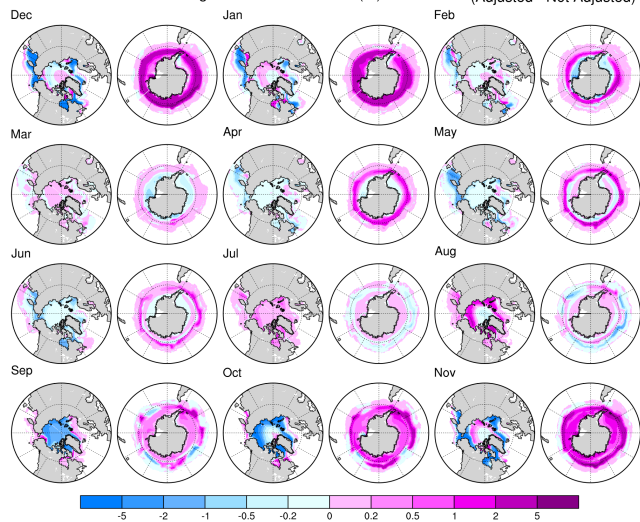 (Adjusted - Not Adjusted)
Dec Jan Feb
Mar Apr May
Jun Jul Aug
Sep Oct Nov
-5 -2 -1 -0.5 -0.2 0 0.2 0.5 1 2 5